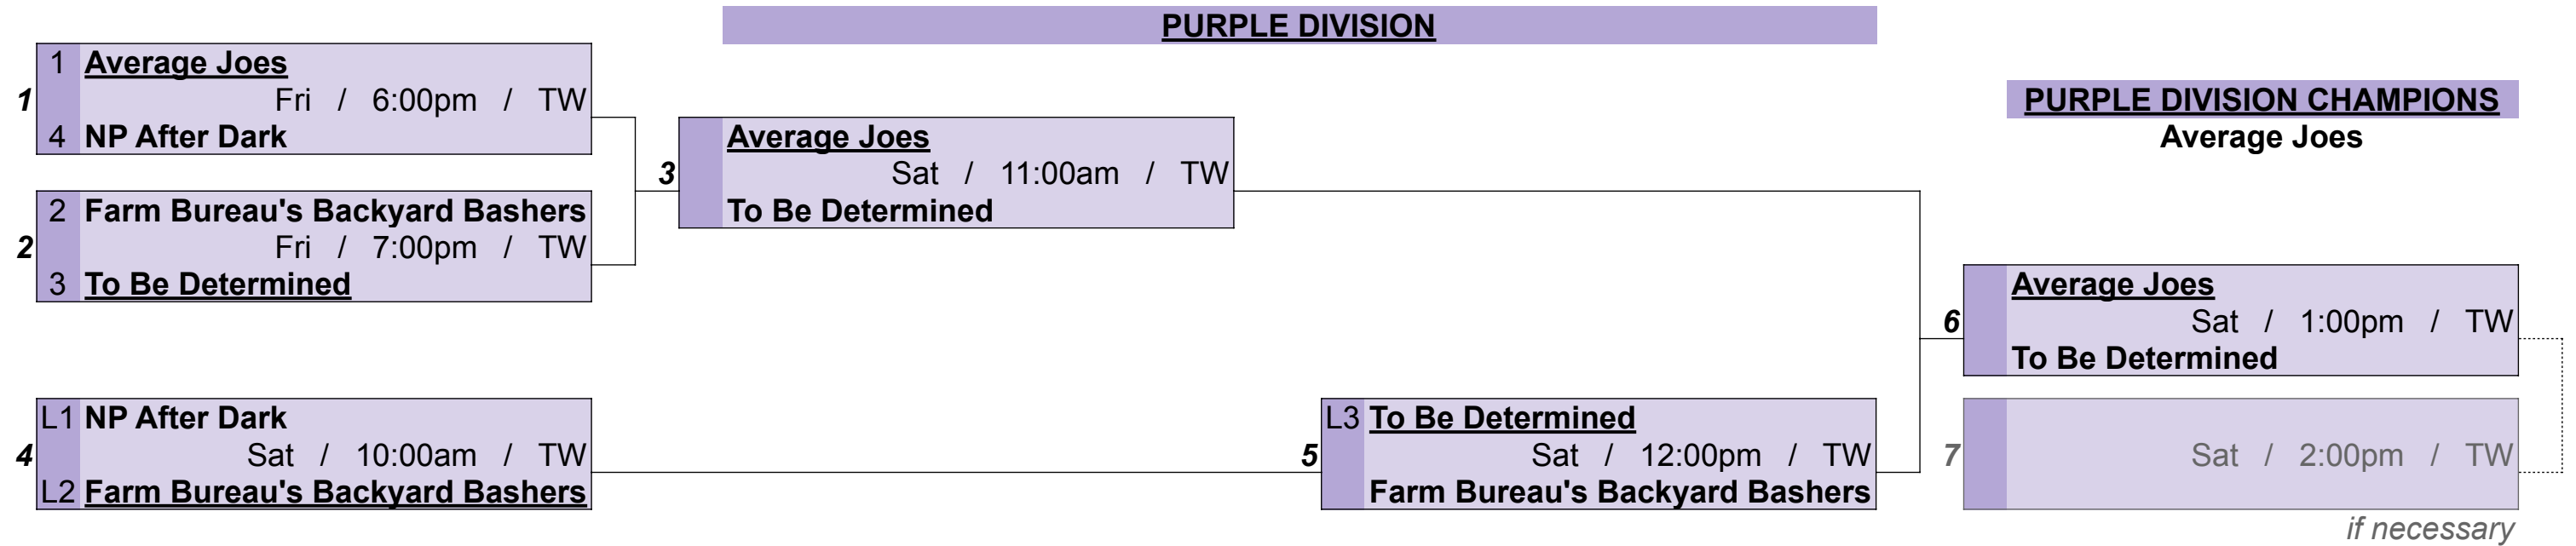 PURPLE DIVISION
1 Average Joes
1 Fri / 6:00pm / TW
4 NP After Dark
2 Farm Bureau's Backyard Bashers
2 Fri / 7:00pm / TW
3 To Be Determined
Average Joes
3 Sat / 11:00am / TW
To Be Determined
L1 NP After Dark
4 Sat / 10:00am / TW
L2 Farm Bureau's Backyard Bashers
L3 To Be Determined
5 Sat / 12:00pm / TW
Farm Bureau's Backyard Bashers
PURPLE DIVISION CHAMPIONS
Average Joes
Average Joes
6 Sat / 1:00pm / TW
To Be Determined
7 Sat / 2:00pm / TW
if necessary